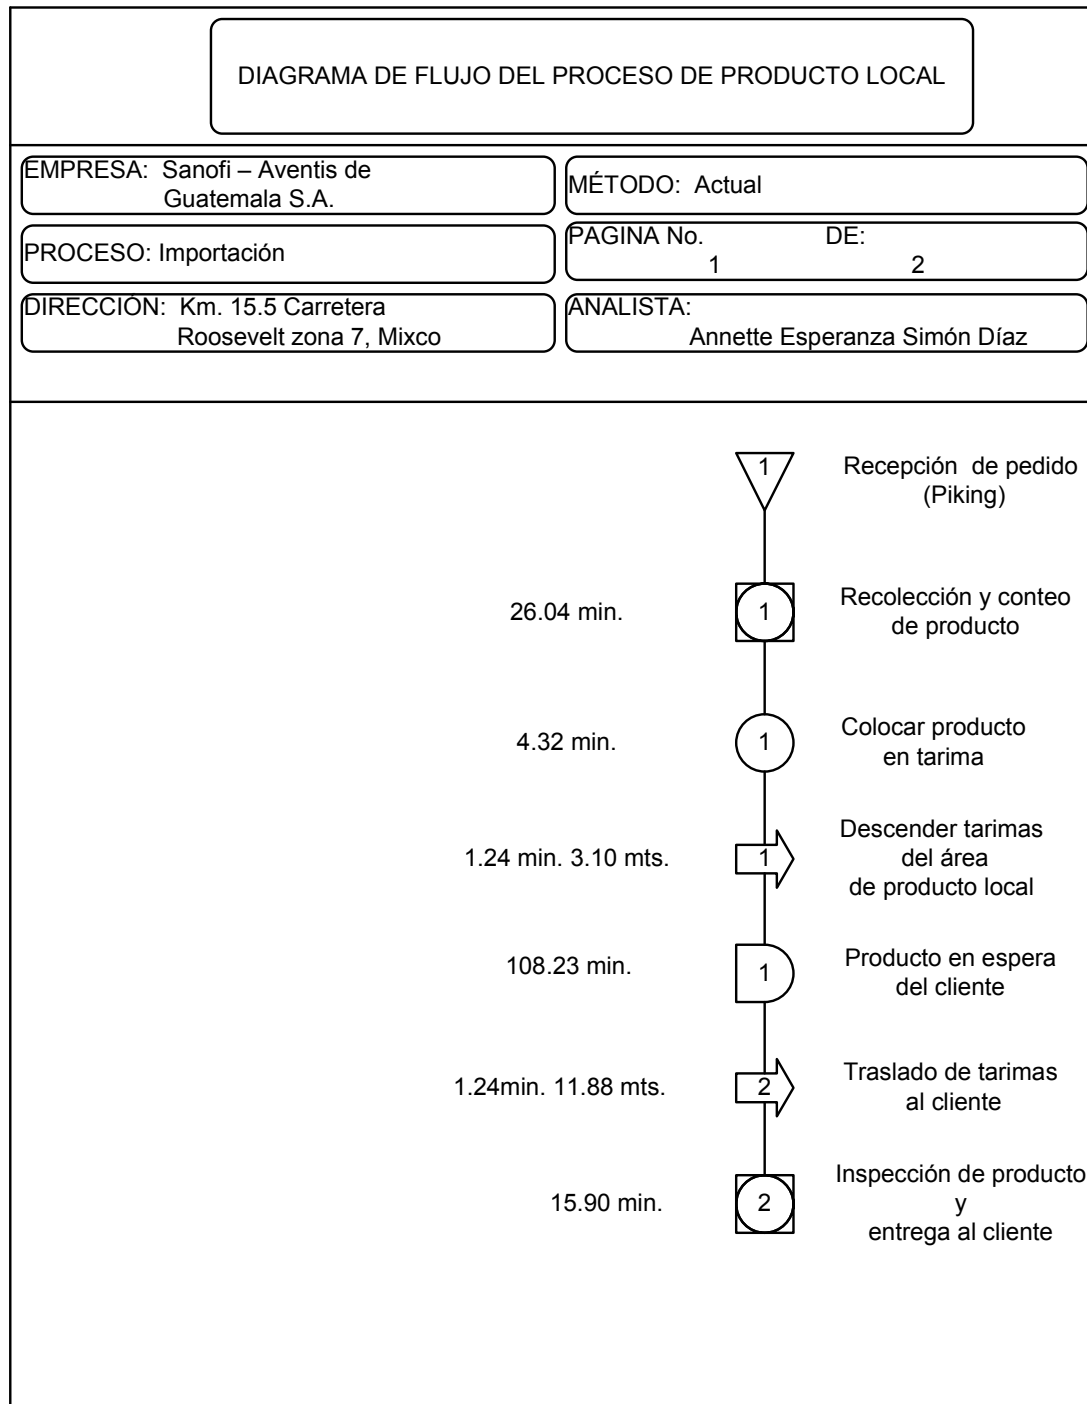 DIAGRAMA DE FLUJO DEL PROCESO DE PRODUCTO LOCAL
EMPRESA: Sanofi – Aventis de
Guatemala S.A.
MÉTODO: Actual
PROCESO: Importación
PAGINA No. DE:
1 2
DIRECCIÓN: Km. 15.5 Carretera
Roosevelt zona 7, Mixco
ANALISTA:
Annette Esperanza Simón Díaz
1
Recepción de pedido
(Piking)
26.04 min.
1
Recolección y conteo
de producto
4.32 min.
1
Colocar producto
en tarima
1.24 min. 3.10 mts.
1
Descender tarimas
del área
de producto local
108.23 min.
1
Producto en espera
del cliente
1.24min. 11.88 mts.
2
Traslado de tarimas
al cliente
15.90 min.
2
Inspección de producto
y
entrega al cliente